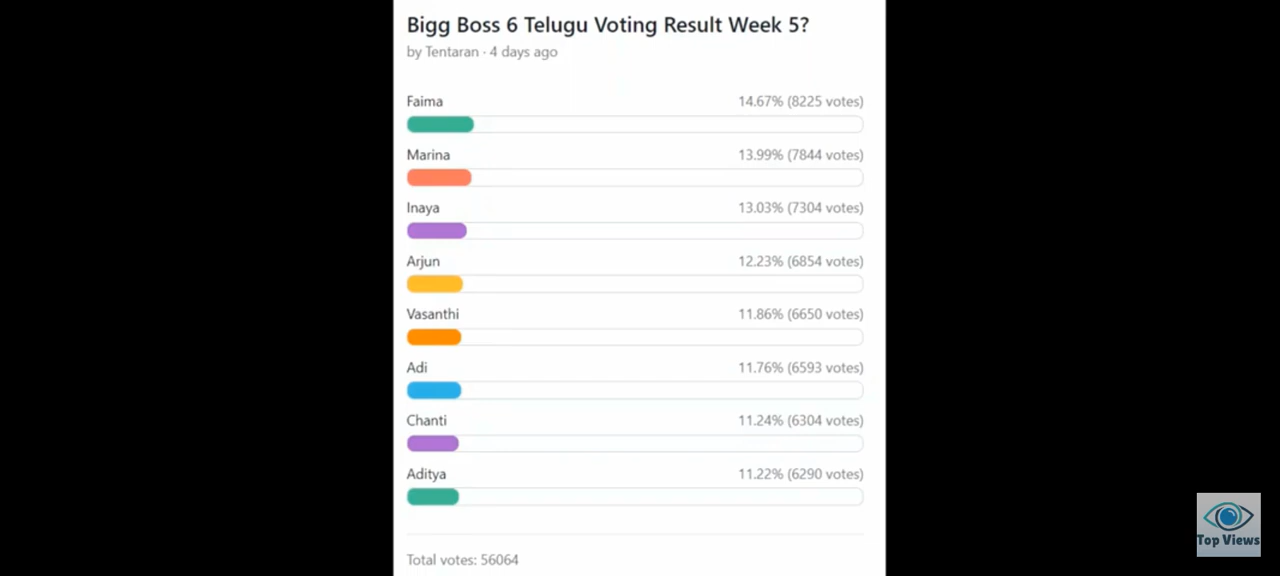 Bigg Boss 6 Telugu Voting Result Week 5?
by Tentaran · 4 days ago
Faima 14.67% (8225 votes)
Marina 13.99% (7844 votes)
Inaya 13.03% (7304 votes)
Arjun 12.23% (6854 votes)
Vasanthi 11.86% (6650 votes)
Adi 11.76% (6593 votes)
Chanti 11.24% (6304 votes)
Aditya 11.22% (6290 votes)
Total votes: 56064
Top Views